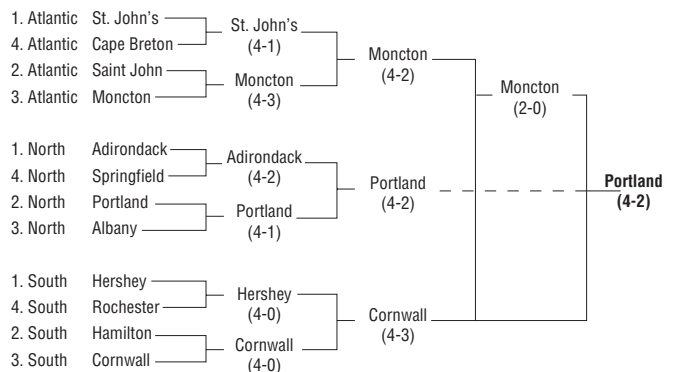 1. Atlantic St. John's
4. Atlantic Cape Breton
2. Atlantic Saint John
3. Atlantic Moncton
St. John's
(4-1)
Moncton
(4-3)
Moncton
(4-2)
Moncton
(2-0)
1. North Adirondack
4. North Springfield
2. North Portland
3. North Albany
Adirondack
(4-2)
Portland
(4-1)
Portland
(4-2)
Portland
(4-2)
1. South Hershey
4. South Rochester
2. South Hamilton
3. South Cornwall
Hershey
(4-0)
Cornwall
(4-0)
Cornwall
(4-3)